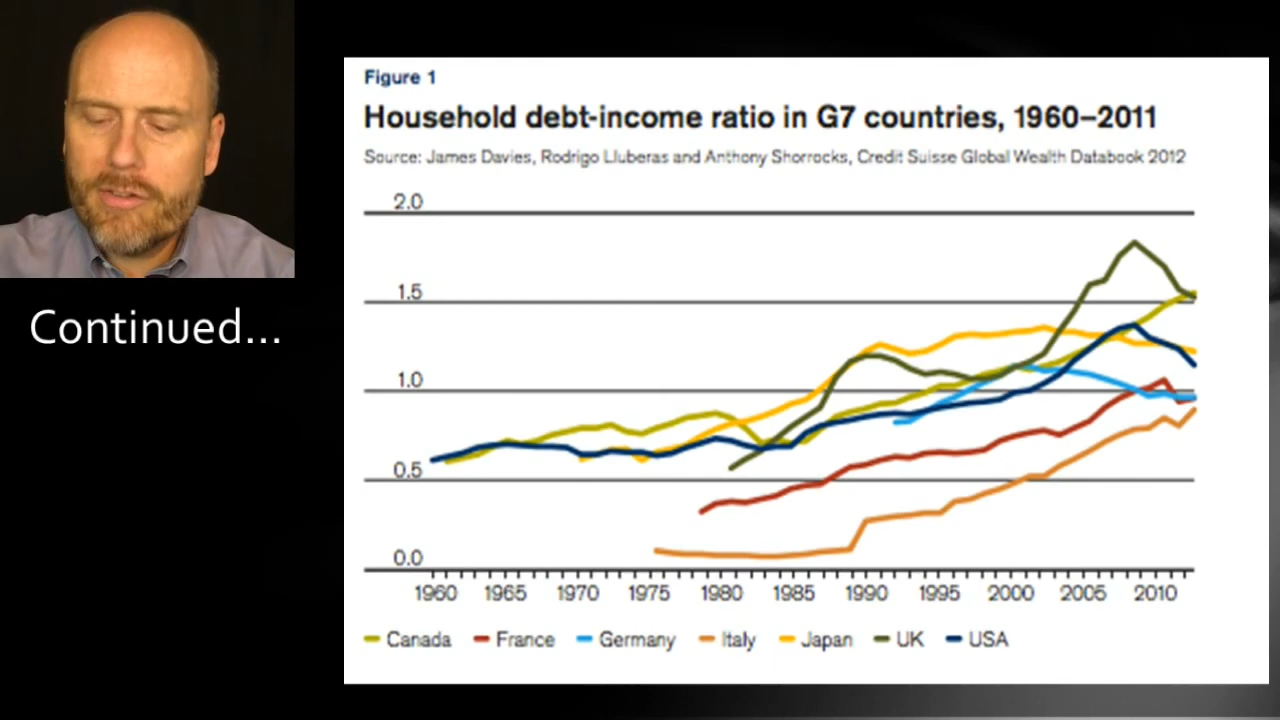 Figure 1
Household debt-income ratio in G7 countries, 1960–2011
Source: James Davies, Rodrigo Lluberas and Anthony Shorrocks, Credit Suisse Global Wealth Databook 2012
Continued...
2.0
1.5
1.0
0.5
0.0
1960 1965 1970 1975 1980 1985 1990 1995 2000 2005 2010
Canada France Germany Italy Japan UK USA